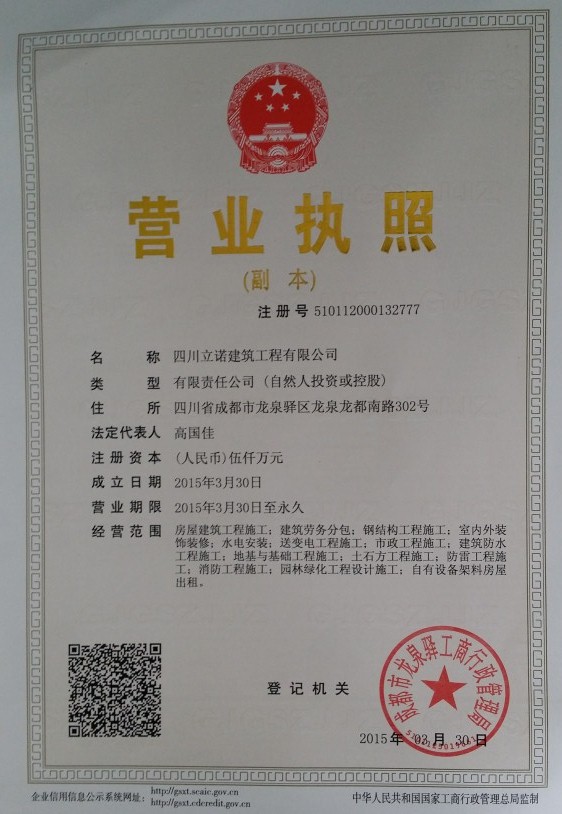 营业执照
(副 本)
注册号 510112000132777
名 称 四川立诺建筑工程有限公司
类 型 有限责任公司 (自然人投资或控股)
住 所 四川省成都市龙泉驿区龙泉龙都南路302号
法定代表人 高国佳
注册资本 (人民币)伍仟万元
成立日期 2015年3月30日
营业期限 2015年3月30日至永久
经营范围 房屋建筑工程施工；建筑劳务分包；钢结构工程施工；室内外装
饰装修；水电安装；送变电工程施工；市政工程施工；建筑防水
工程施工；地基与基础工程施工；土石方工程施工；防雷工程施
工；消防工程施工；园林绿化工程设计施工；自有设备架料房屋
出租。
登记机关
成都市龙泉驿工商行政管理局
2015年 03月 30日
企业信用信息公示系统网址：
http://gsxt.scaic.gov.cn
http://gsxt.cdcredit.gov.cn
中华人民共和国国家工商行政管理总局监制